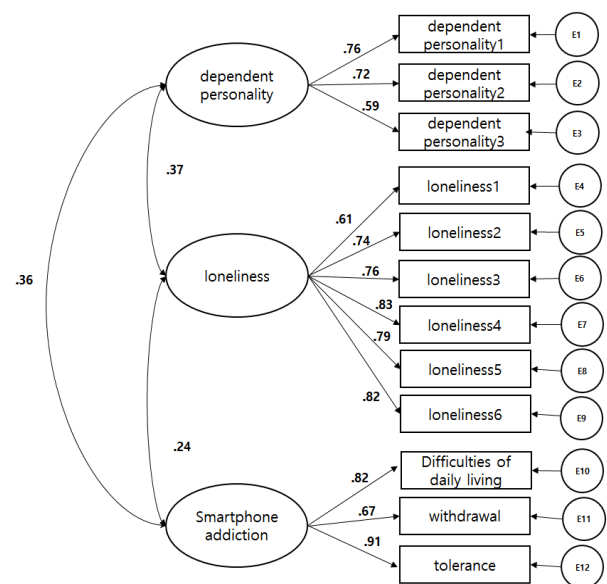 dependent
personality
.76
.72
.59
dependent
personality1
E1
dependent
personality2
E2
dependent
personality3
E3
.37
.36
loneliness
.61
.74
.76
.83
.79
.82
loneliness1
E4
loneliness2
E5
loneliness3
E6
loneliness4
E7
loneliness5
E8
loneliness6
E9
.24
Smartphone
addiction
.82
.67
.91
Difficulties of
daily living
E10
withdrawal
E11
tolerance
E12